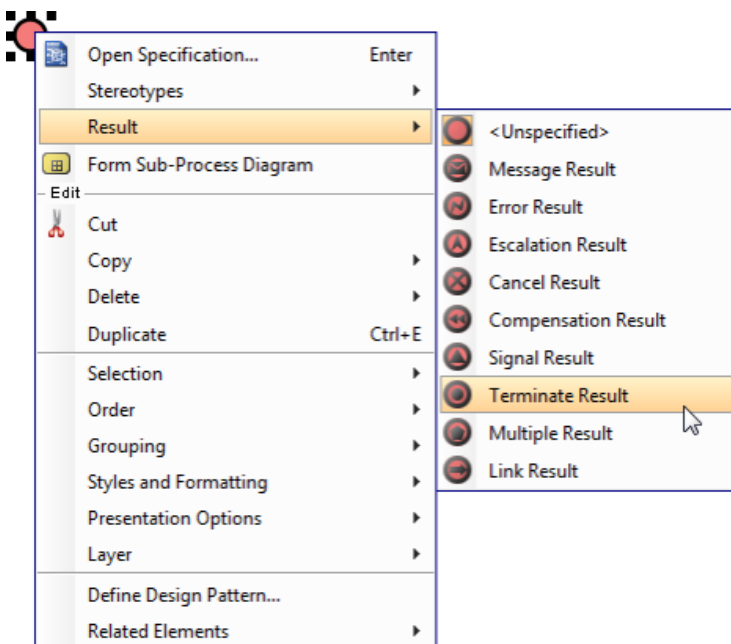 Open Specification... Enter
Stereotypes
Result
Form Sub-Process Diagram
Edit
Cut
Copy
Delete
Duplicate Ctrl+E
Selection
Order
Grouping
Styles and Formatting
Presentation Options
Layer
Define Design Pattern...
Related Elements
<Unspecified>
Message Result
Error Result
Escalation Result
Cancel Result
Compensation Result
Signal Result
Terminate Result
Multiple Result
Link Result